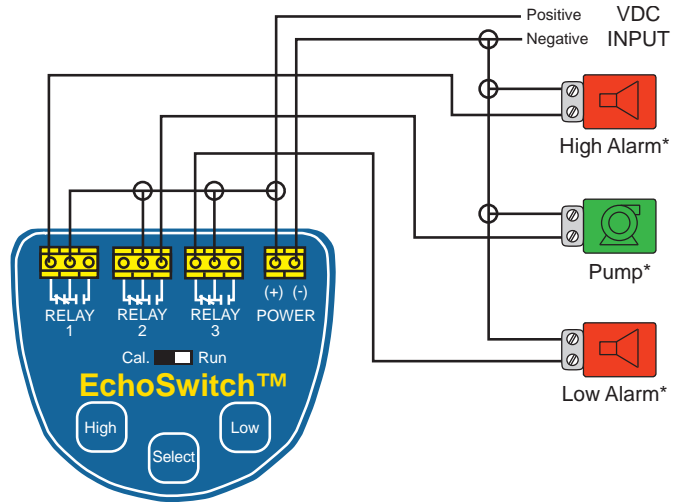 Positive
VDC
Negative
INPUT
High Alarm*
Pump*
(+) (-)
RELAY
1
RELAY
2
RELAY
3
POWER
Cal.
Run
Low Alarm*
EchoSwitch™
High
Select
Low